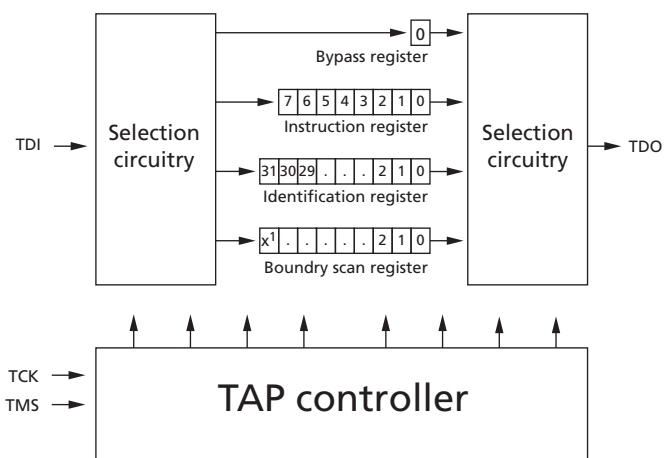 0
Bypass register
7 6 5 4 3 2 1 0
Instruction register
TDI
Selection
circuitry
Selection
circuitry
TDO
31 30 29 . . . 2 1 0
Identification register
x¹ . . . . . 2 1 0
Boundry scan register
TCK
TMS
TAP controller